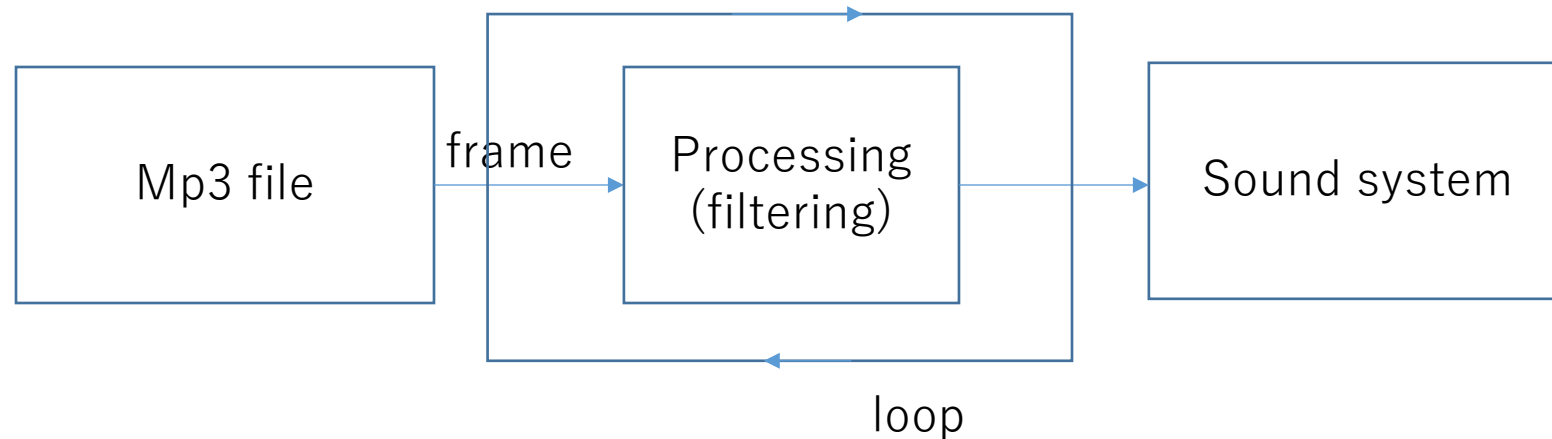 Mp3 file
frame
Processing
(filtering)
Sound system
loop